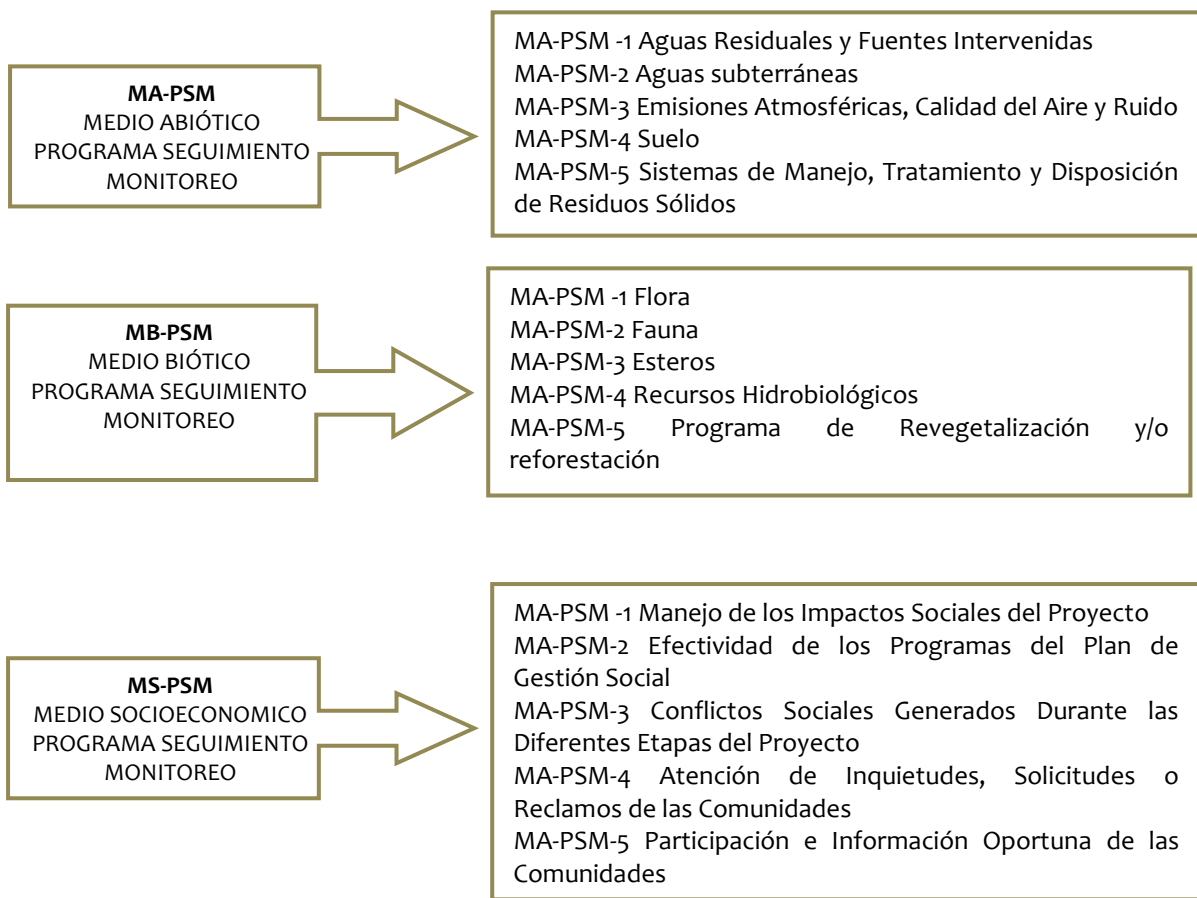 MA-PSM
MEDIO ABIÓTICO
PROGRAMA SEGUIMIENTO
MONITOREO
MA-PSM -1 Aguas Residuales y Fuentes Intervenidas
MA-PSM-2 Aguas subterráneas
MA-PSM-3 Emisiones Atmosféricas, Calidad del Aire y Ruido
MA-PSM-4 Suelo
MA-PSM-5 Sistemas de Manejo, Tratamiento y Disposición
de Residuos Sólidos
MB-PSM
MEDIO BIÓTICO
PROGRAMA SEGUIMIENTO
MONITOREO
MA-PSM -1 Flora
MA-PSM-2 Fauna
MA-PSM-3 Esteros
MA-PSM-4 Recursos Hidrobiológicos
MA-PSM-5 Programa de Revegetalización y/o
reforestación
MS-PSM
MEDIO SOCIOECONOMICO
PROGRAMA SEGUIMIENTO
MONITOREO
MA-PSM -1 Manejo de los Impactos Sociales del Proyecto
MA-PSM-2 Efectividad de los Programas del Plan de
Gestión Social
MA-PSM-3 Conflictos Sociales Generados Durante las
Diferentes Etapas del Proyecto
MA-PSM-4 Atención de Inquietudes, Solicitudes o
Reclamos de las Comunidades
MA-PSM-5 Participación e Información Oportuna de las
Comunidades